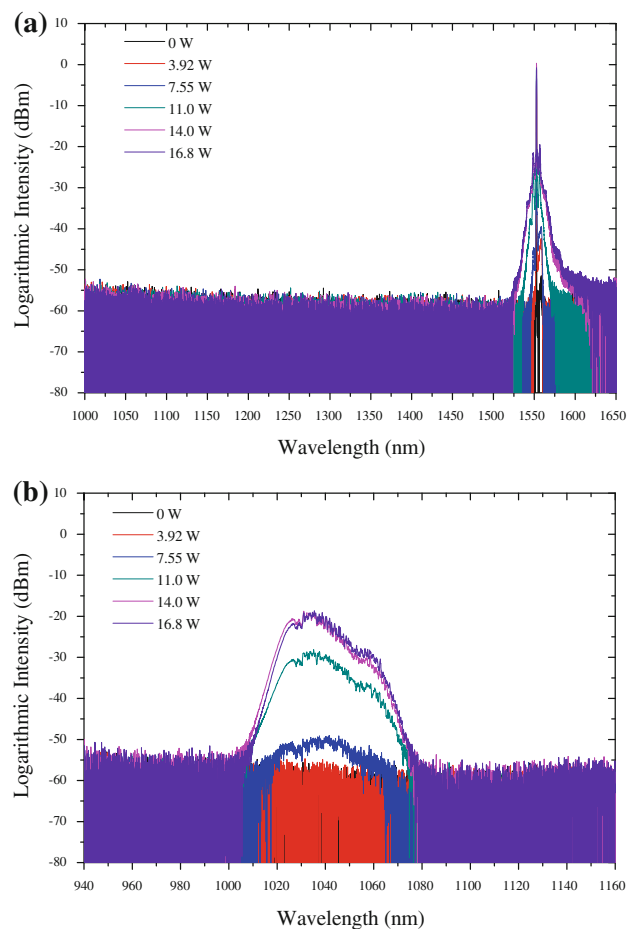 (a)
Logarithmic Intensity (dBm)
10
0
-10
-20
-30
-40
-50
-60
-70
-80
0 W
3.92 W
7.55 W
11.0 W
14.0 W
16.8 W
1000 1050 1100 1150 1200 1250 1300 1350 1400 1450 1500 1550 1600 1650
Wavelength (nm)
(b)
Logarithmic Intensity (dBm)
10
0
-10
-20
-30
-40
-50
-60
-70
-80
0 W
3.92 W
7.55 W
11.0 W
14.0 W
16.8 W
940 960 980 1000 1020 1040 1060 1080 1100 1120 1140 1160
Wavelength (nm)